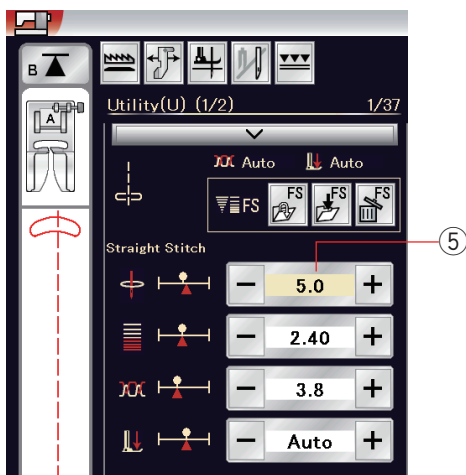 B
A
Utility(U) (1/2) 1/37
Auto Auto
FS FS FS FS
Straight Stitch
− 5.0 +
⑤
− 2.40 +
− 3.8 +
− Auto +